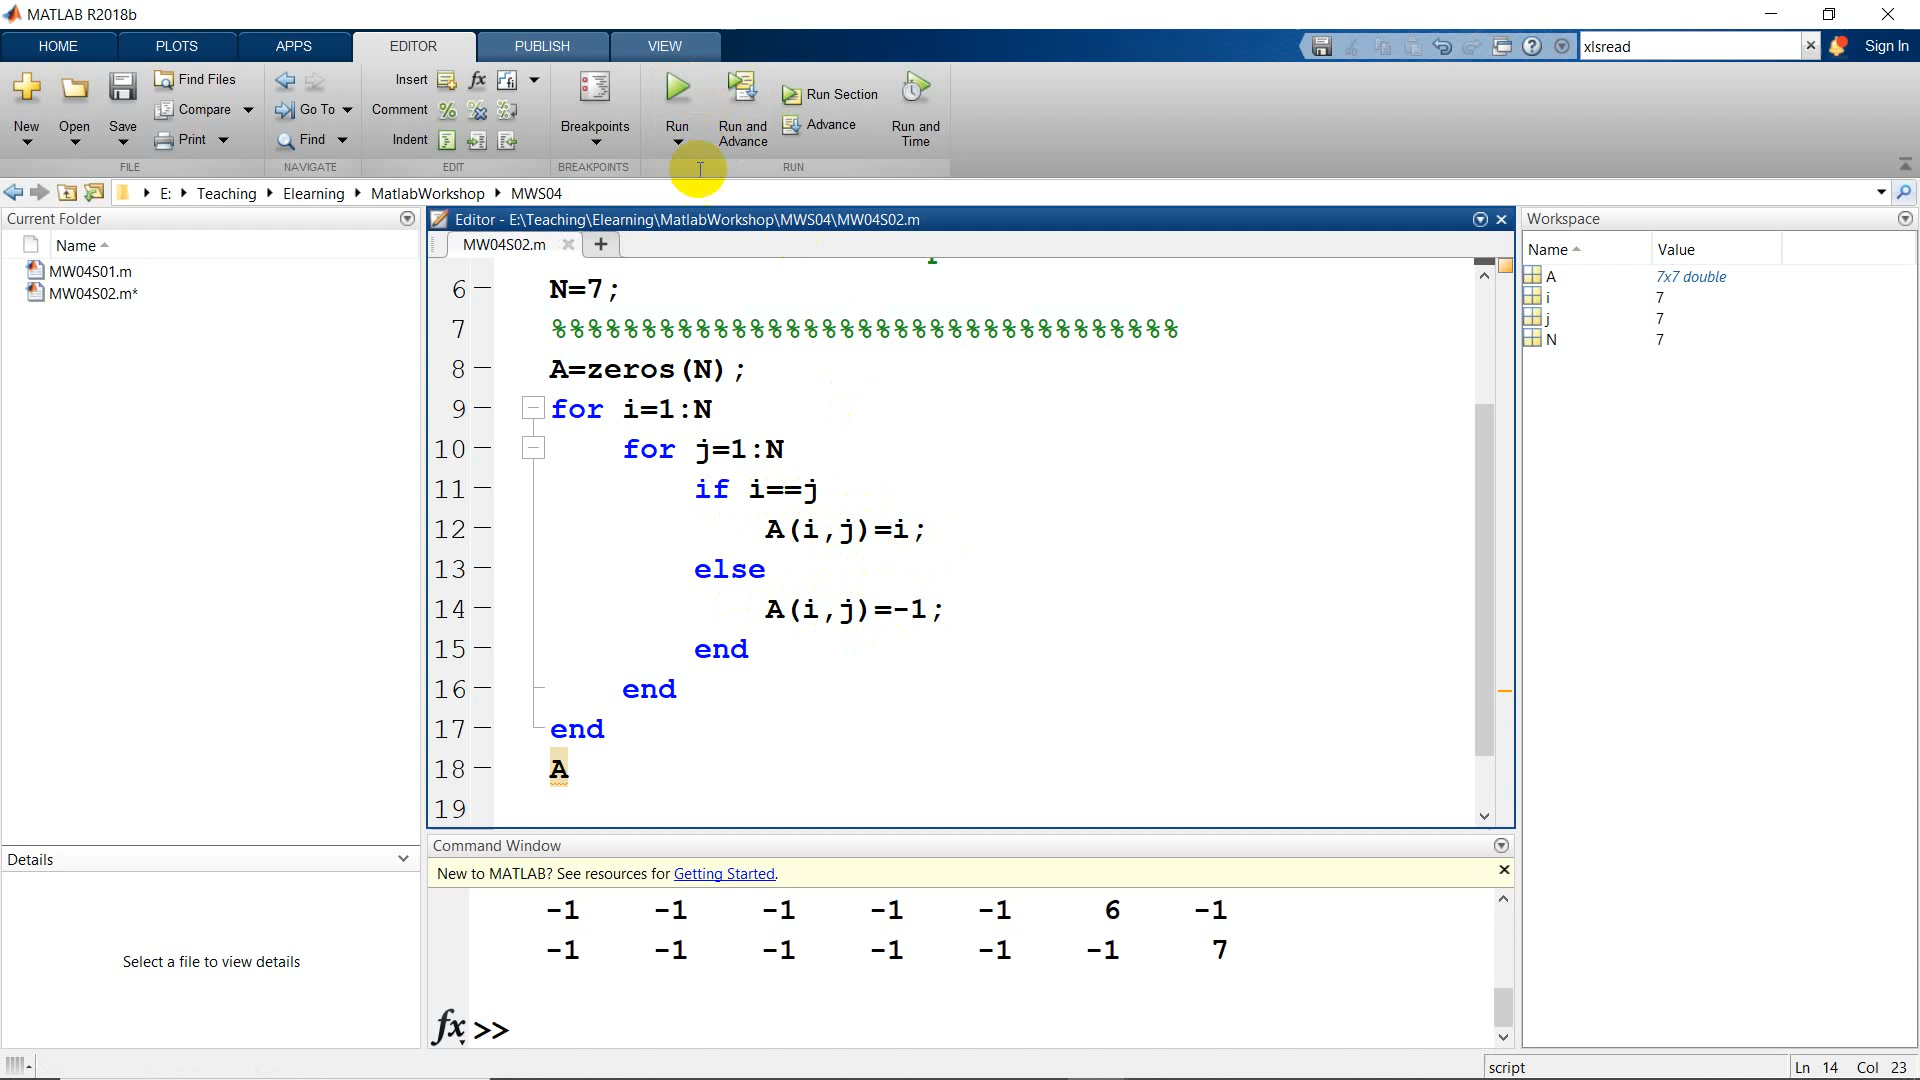 MATLAB R2018b
HOME PLOTS APPS EDITOR PUBLISH VIEW
xlsread
Sign In
New
Open
Save
Find Files
Compare
Print
FILE
Go To
Find
NAVIGATE
Insert
Comment
Indent
EDIT
Breakpoints
BREAKPOINTS
Run
Run and Advance
Run Section
Advance
Run and Time
RUN
E: Teaching Elearning MatlabWorkshop MWS04
Current Folder
Name
MW04S01.m
MW04S02.m*
Details
Select a file to view details
Editor - E:\Teaching\Elearning\MatlabWorkshop\MWS04\MW04S02.m
MW04S02.m
6 N=7;
7 %%%%%%%%%%%%%%%%%%%%%%%%%%%%%%%%%%%
8 A=zeros(N);
9 for i=1:N
10 for j=1:N
11 if i==j
12 A(i,j)=i;
13 else
14 A(i,j)=-1;
15 end
16 end
17 end
18 A
19
Command Window
New to MATLAB? See resources for Getting Started.
-1 -1 -1 -1 -1 6 -1
-1 -1 -1 -1 -1 -1 7
fx >>
Workspace
Name Value
A 7x7 double
i 7
j 7
N 7
script
Ln 14 Col 23